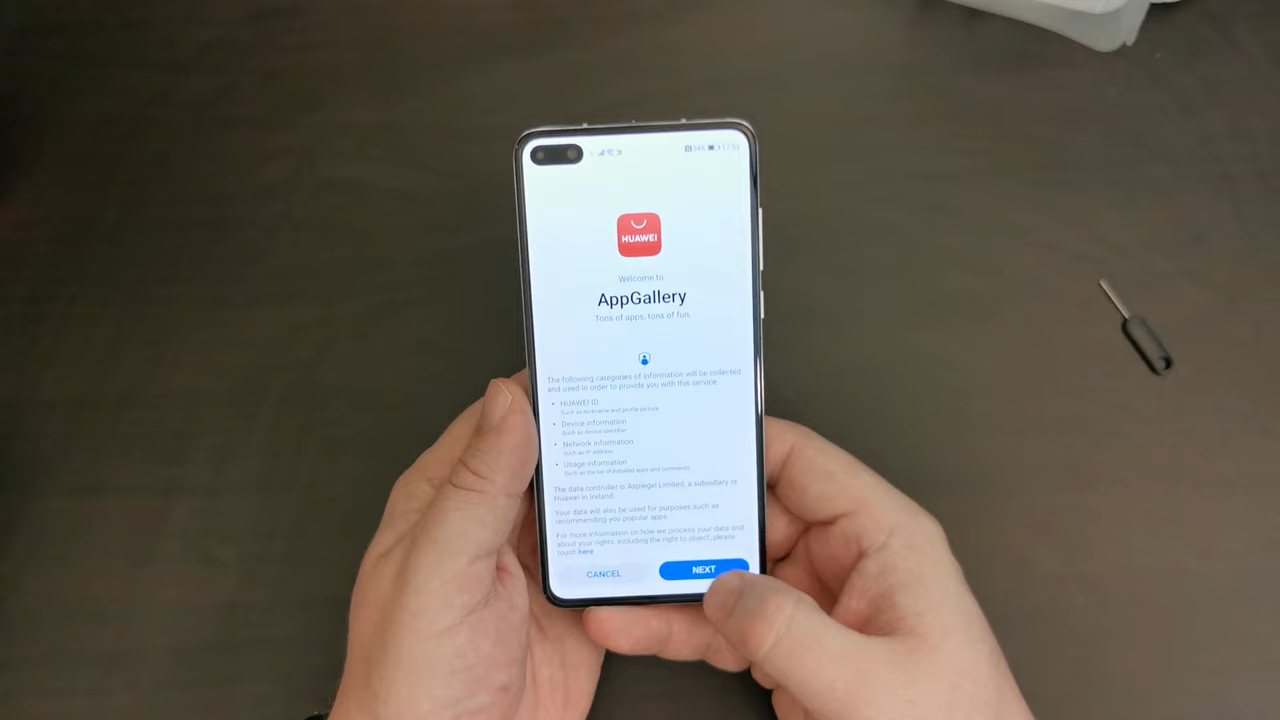 54% 17:53
HUAWEI
Welcome to
AppGallery
Tons of apps, tons of fun.
The following categories of information will be collected
and used in order to provide you with this service.
• HUAWEI ID
Such as nickname and profile picture
• Device information
Such as device identifier
• Network information
Such as IP address
• Usage information
Such as the list of installed apps and comments
The data controller is Aspiegel Limited, a subsidiary of
Huawei in Ireland.
Your data will also be used for purposes such as
recommending you popular apps.
For more information on how we process your data and
about your rights, including the right to object, please
touch here
CANCEL
NEXT